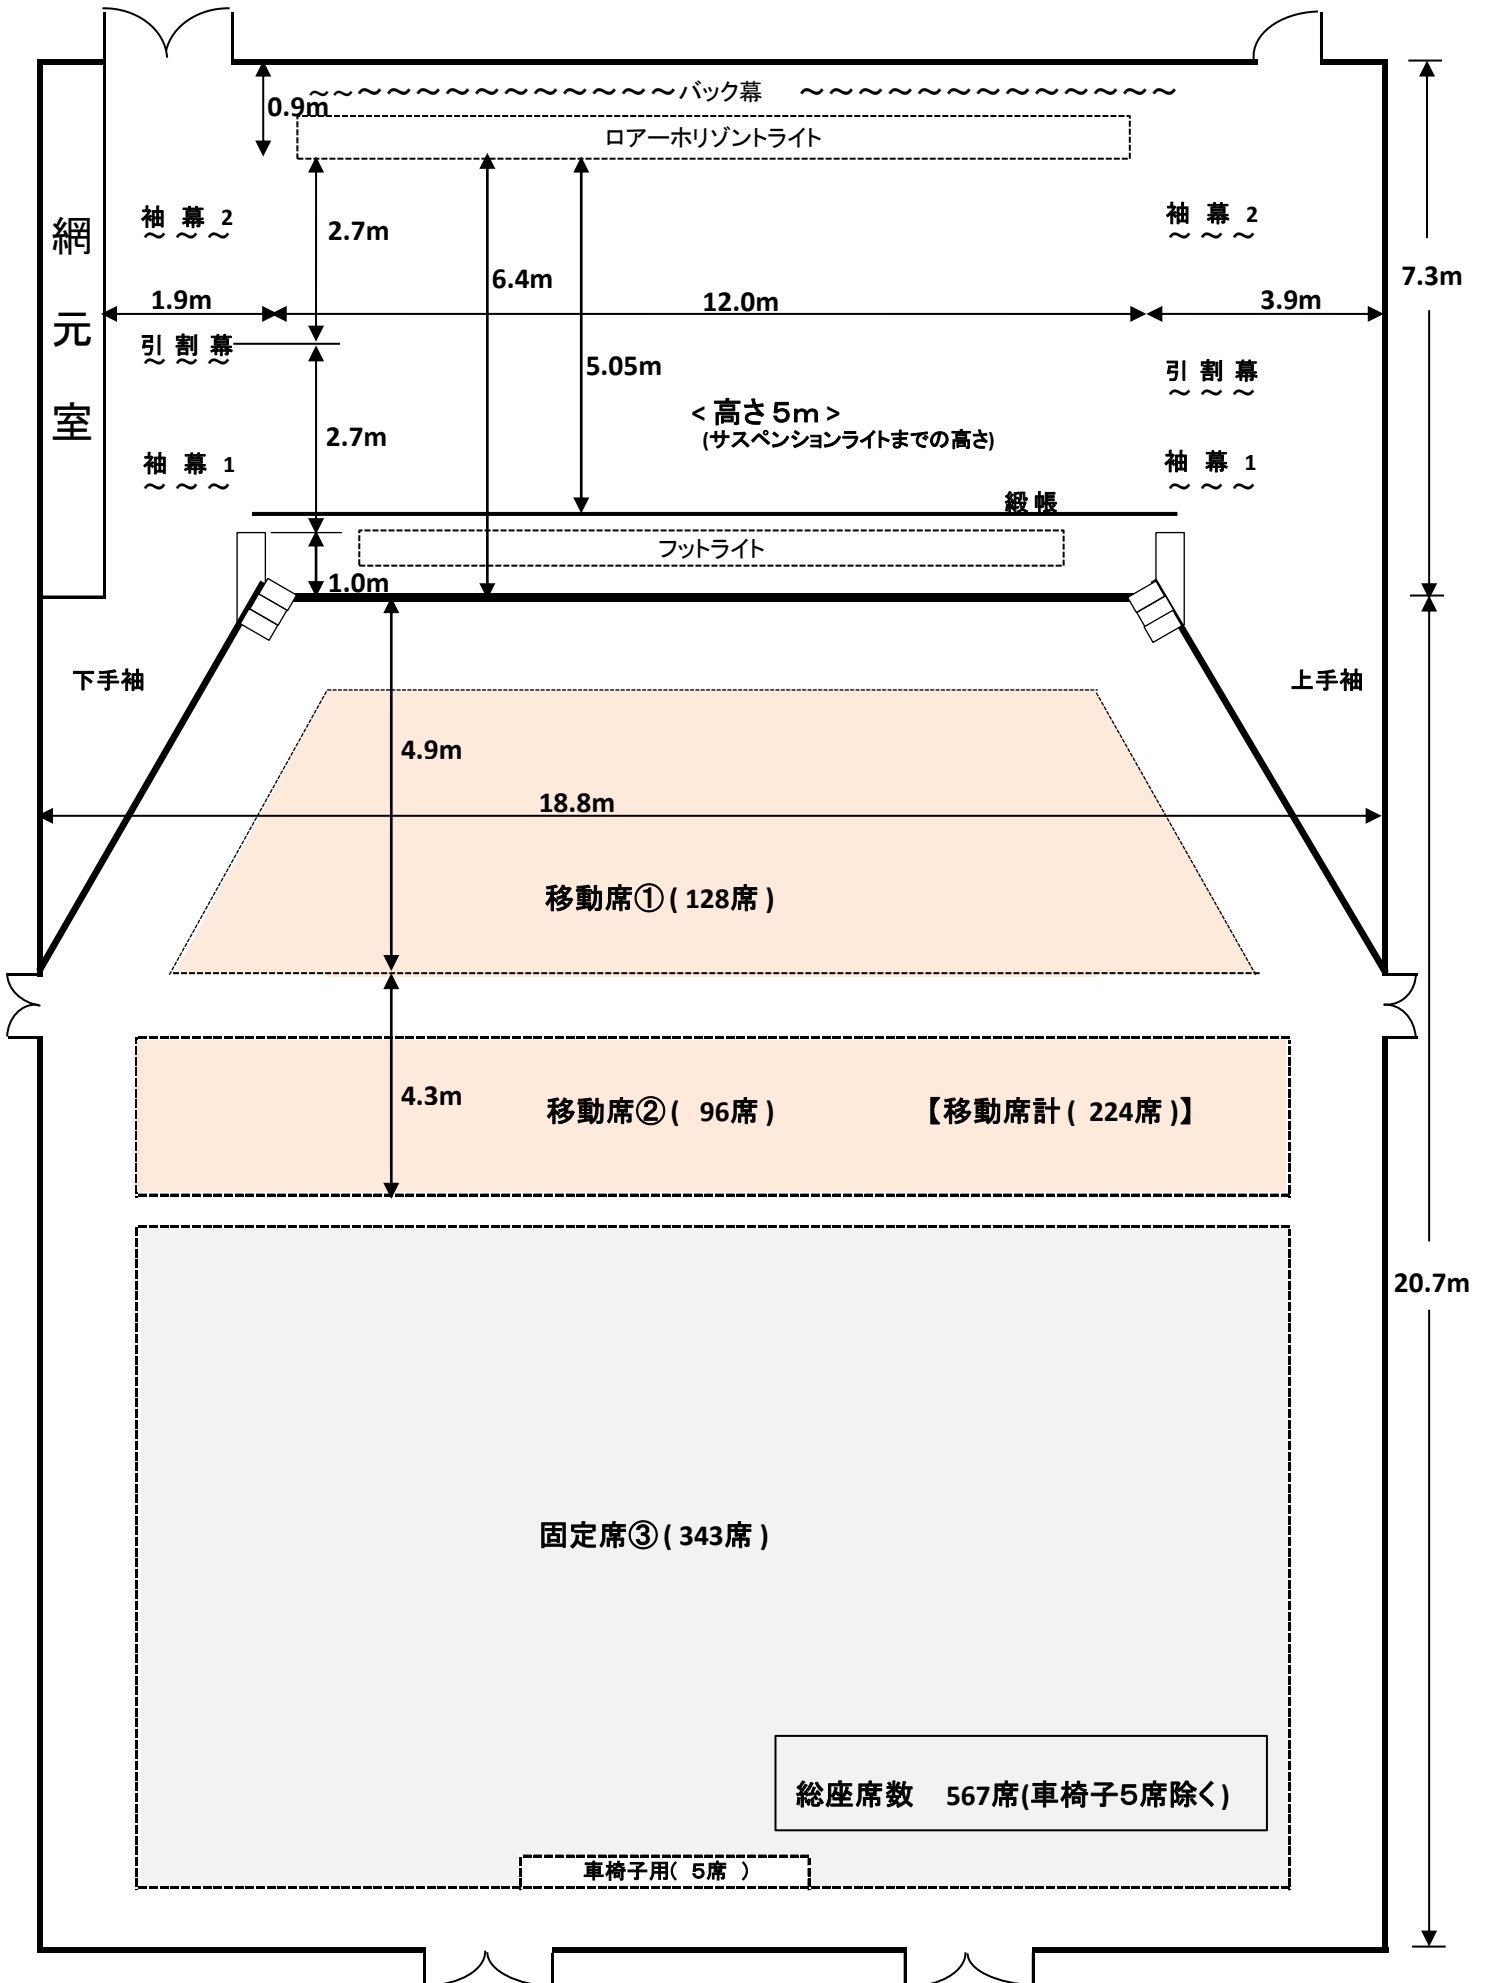 バック幕
0.9m
ロアーホリゾントライト
袖 幕 2
袖 幕 2
網元室
2.7m
6.4m
7.3m
1.9m
12.0m
3.9m
引 割 幕
5.05m
引 割 幕
< 高さ５ｍ >
(サスペンションライトまでの高さ)
2.7m
袖 幕 1
袖 幕 1
緞 帳
フットライト
1.0m
下手袖
上手袖
4.9m
18.8m
移動席①( 128席 )
4.3m
移動席②( 96席 )
【移動席計( 224席 )】
20.7m
固定席③( 343席 )
総座席数 567席(車椅子５席除く)
車椅子用( ５席 )